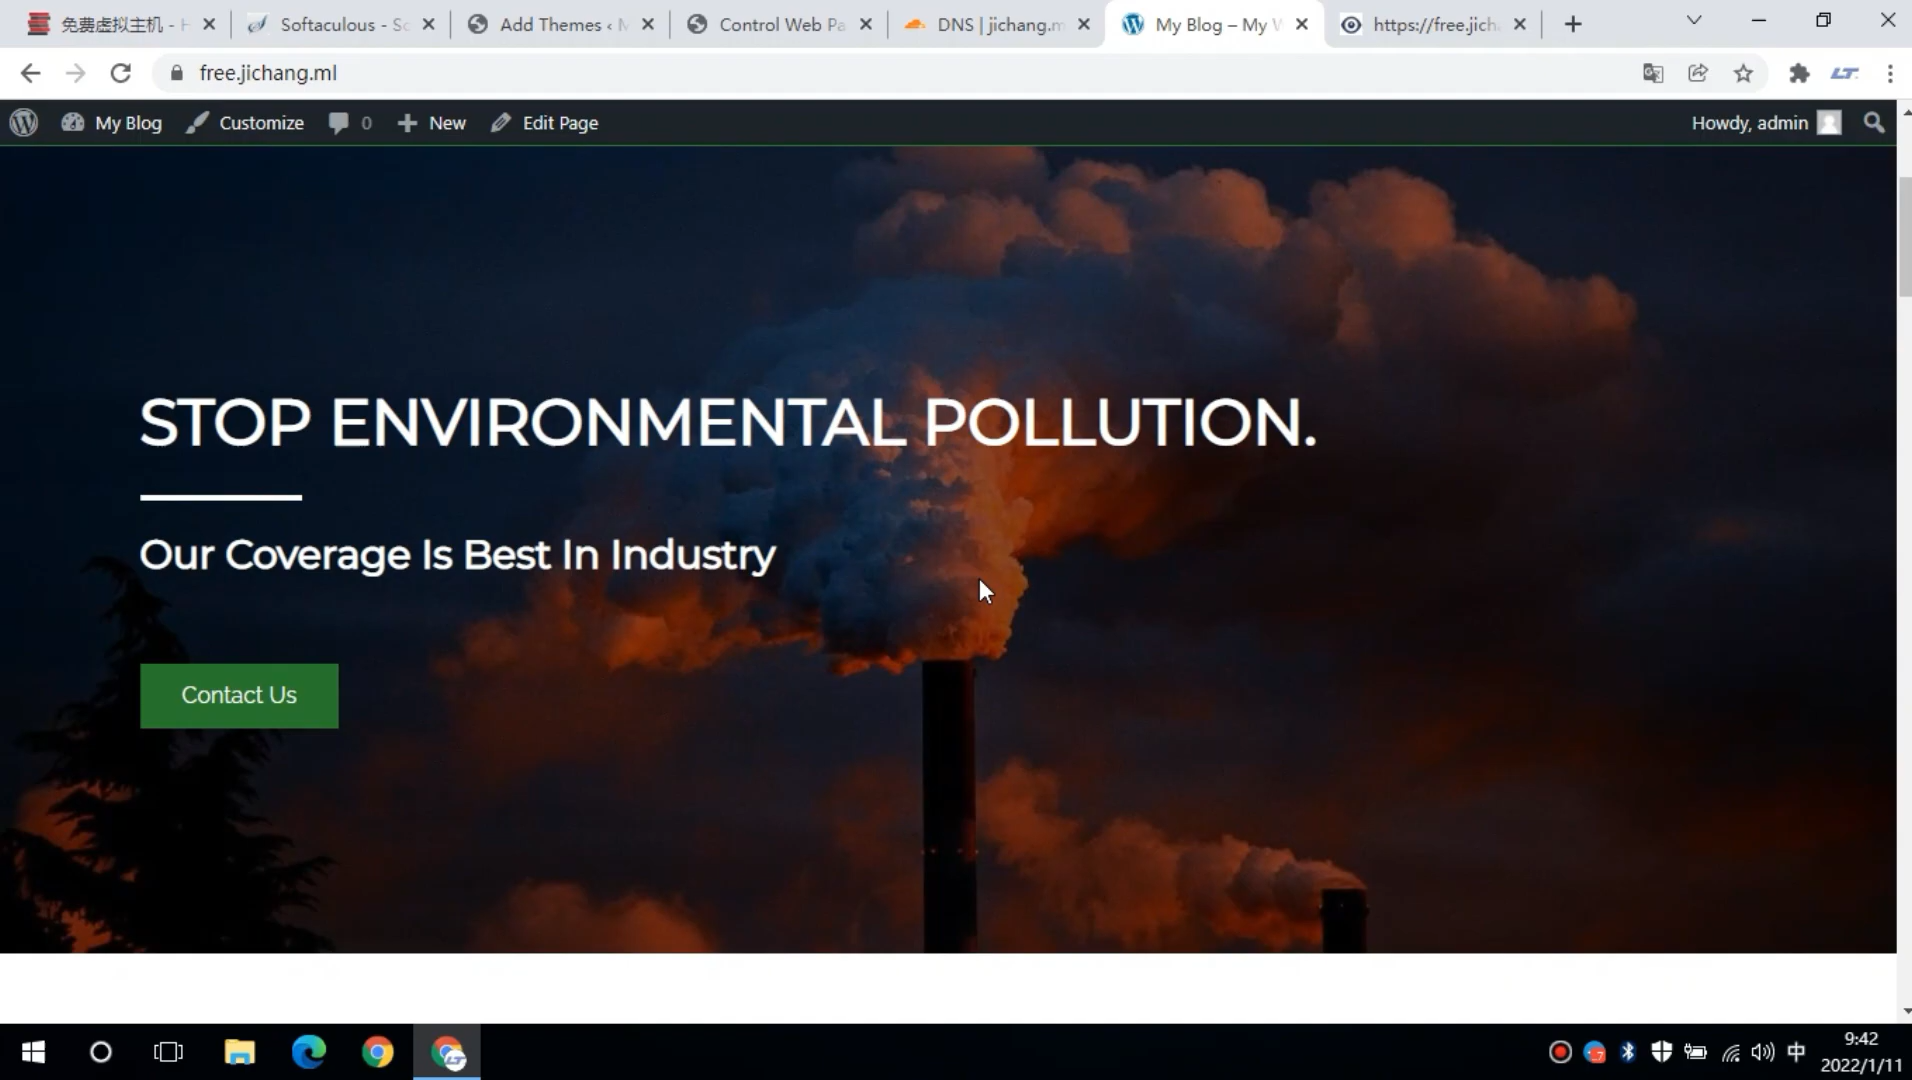 免费虚拟主机 - H
Softaculous - So
Add Themes ‹ M
Control Web Pa
DNS | jichang.m
My Blog – My W
https://free.jich
free.jichang.ml
My Blog
Customize
0
New
Edit Page
Howdy, admin
STOP ENVIRONMENTAL POLLUTION.
Our Coverage Is Best In Industry
Contact Us
中
9:42
2022/1/11